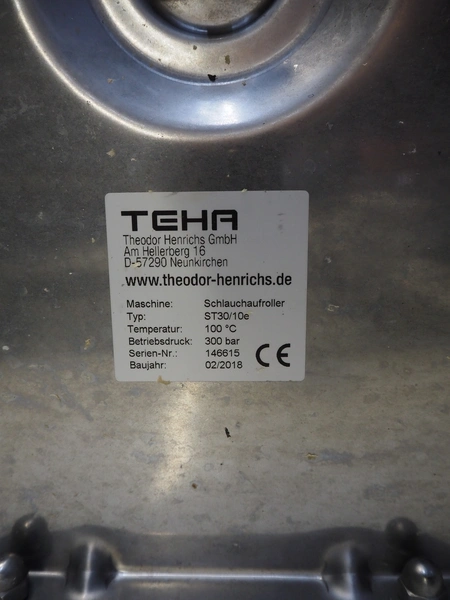 TEHA
Theodor Henrichs GmbH
Am Hellerberg 16
D-57290 Neunkirchen
www.theodor-henrichs.de
Maschine: Schlauchaufroller
Typ: ST30/10e
Temperatur: 100 °C
Betriebsdruck: 300 bar
Serien-Nr.: 146615
Baujahr: 02/2018
CE